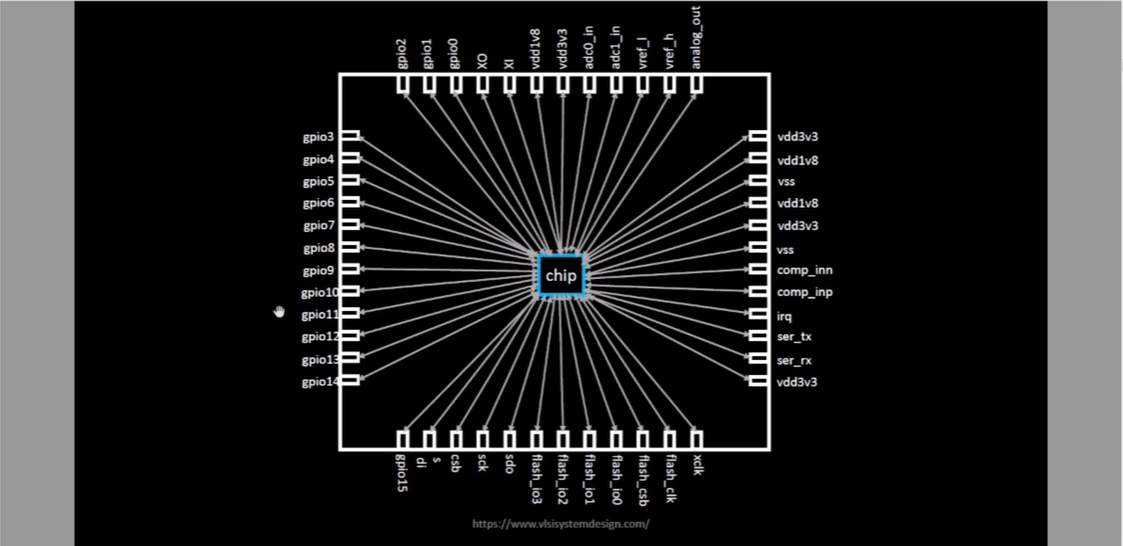 gpio2
gpio1
gpio0
XO
XI
vdd1v8
vdd3v3
adc0_in
adc1_in
vref_l
vref_h
analog_out
gpio3
gpio4
gpio5
gpio6
gpio7
gpio8
gpio9
gpio10
gpio11
gpio12
gpio13
gpio14
chip
vdd3v3
vdd1v8
vss
vdd1v8
vdd3v3
vss
comp_inn
comp_inp
irq
ser_tx
ser_rx
vdd3v3
gpio15
s
di
csb
sck
sdo
flash_io3
flash_io2
flash_io1
flash_io0
flash_csb
flash_clk
xclk
https://www.vlsisystemdesign.com/